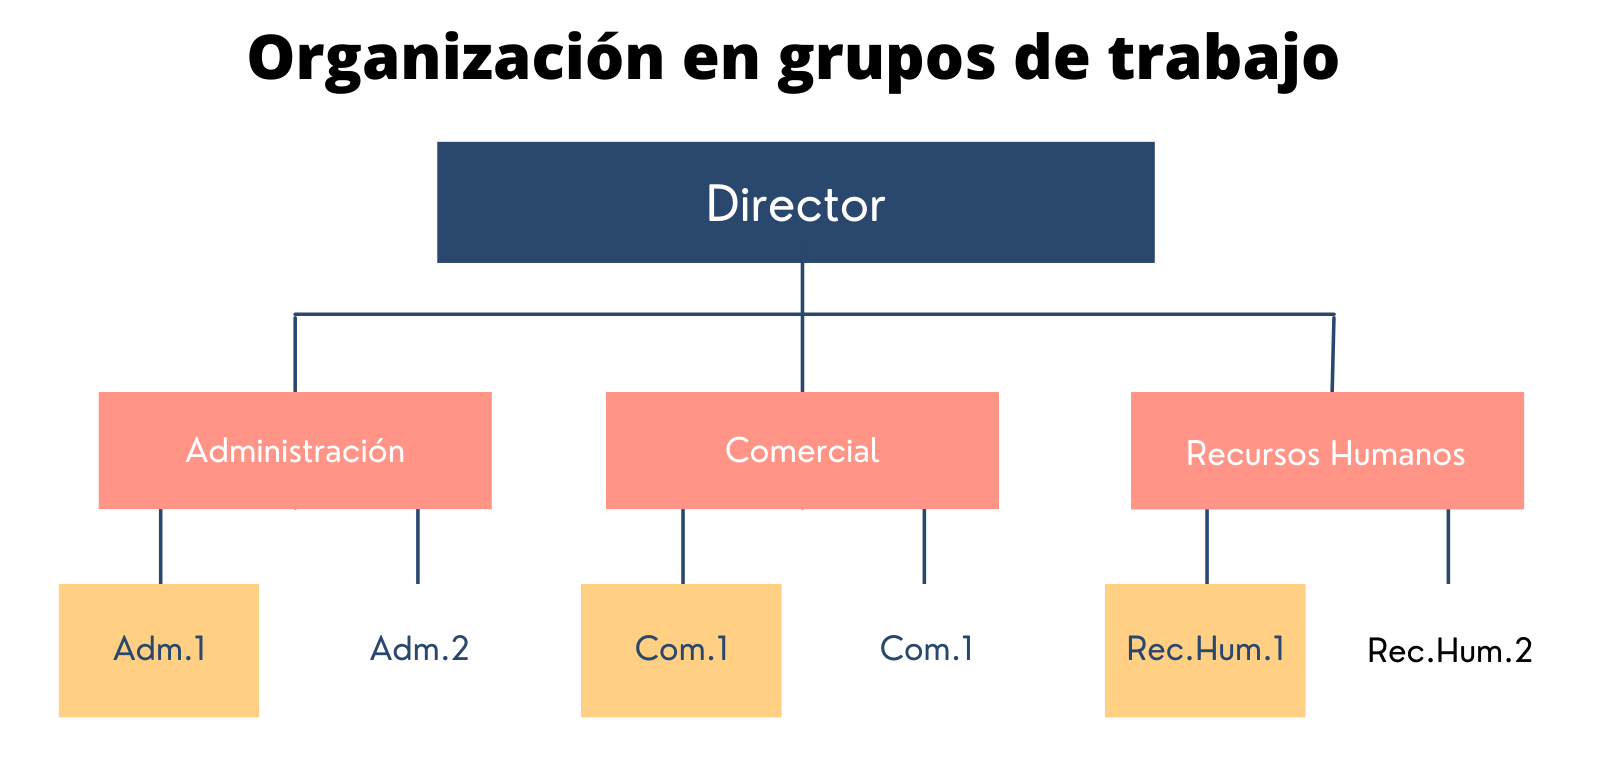 Organización en grupos de trabajo
Director
Administración
Comercial
Recursos Humanos
Adm.1
Adm.2
Com.1
Com.1
Rec.Hum.1
Rec.Hum.2